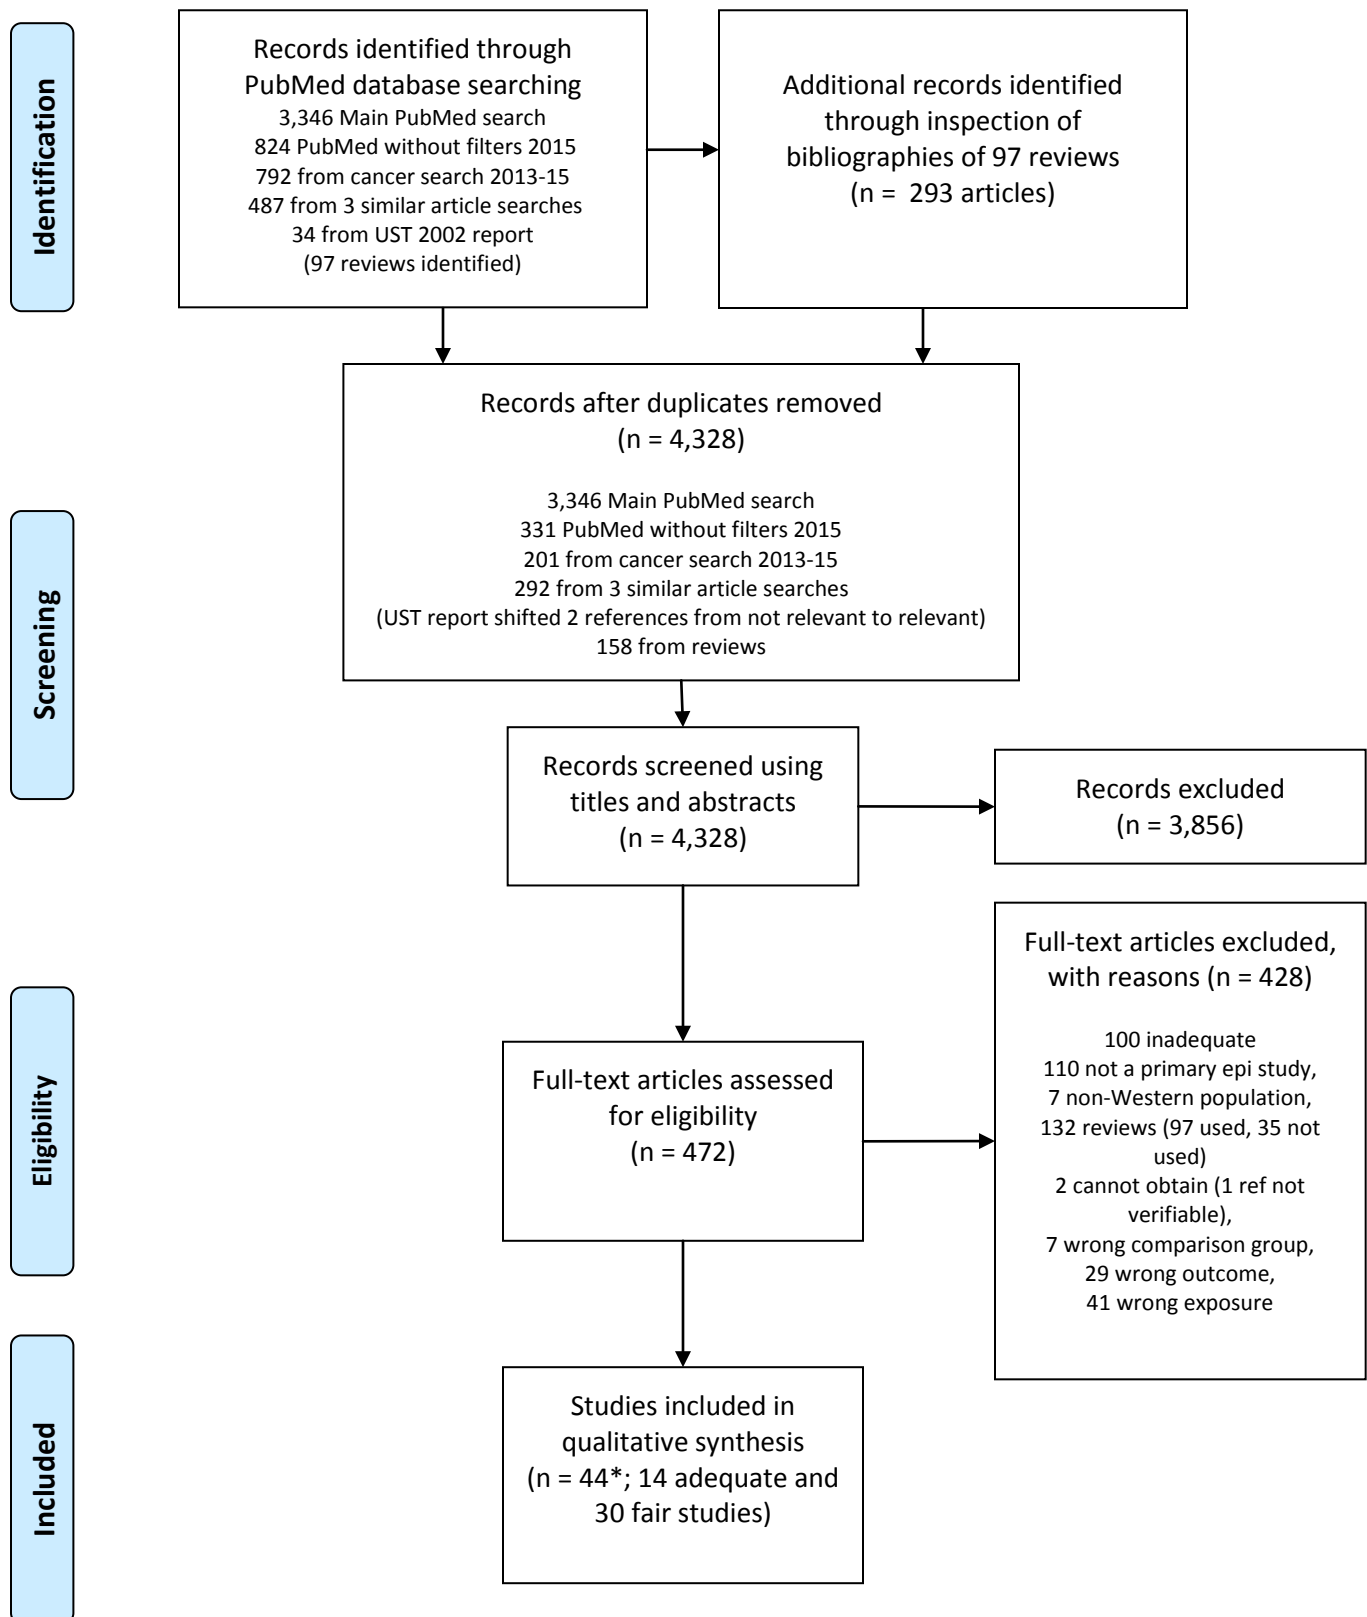 Identification
Records identified through
PubMed database searching
3,346 Main PubMed search
824 PubMed without filters 2015
792 from cancer search 2013-15
487 from 3 similar article searches
34 from UST 2002 report
(97 reviews identified)
Additional records identified
through inspection of
bibliographies of 97 reviews
(n = 293 articles)
Screening
Records after duplicates removed
(n = 4,328)
3,346 Main PubMed search
331 PubMed without filters 2015
201 from cancer search 2013-15
292 from 3 similar article searches
(UST report shifted 2 references from not relevant to relevant)
158 from reviews
Records screened using
titles and abstracts
(n = 4,328)
Records excluded
(n = 3,856)
Eligibility
Full-text articles assessed
for eligibility
(n = 472)
Full-text articles excluded,
with reasons (n = 428)
100 inadequate
110 not a primary epi study,
7 non-Western population,
132 reviews (97 used, 35 not
used)
2 cannot obtain (1 ref not
verifiable),
7 wrong comparison group,
29 wrong outcome,
41 wrong exposure
Included
Studies included in
qualitative synthesis
(n = 44*; 14 adequate and
30 fair studies)